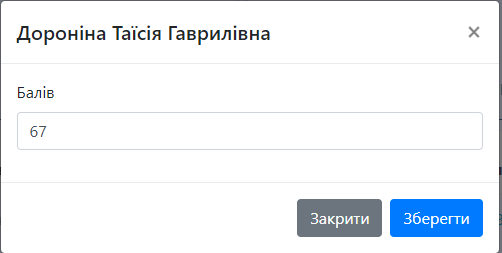 Дороніна Таїсія Гаврилівна
×
Балів
67
Закрити
Зберегти